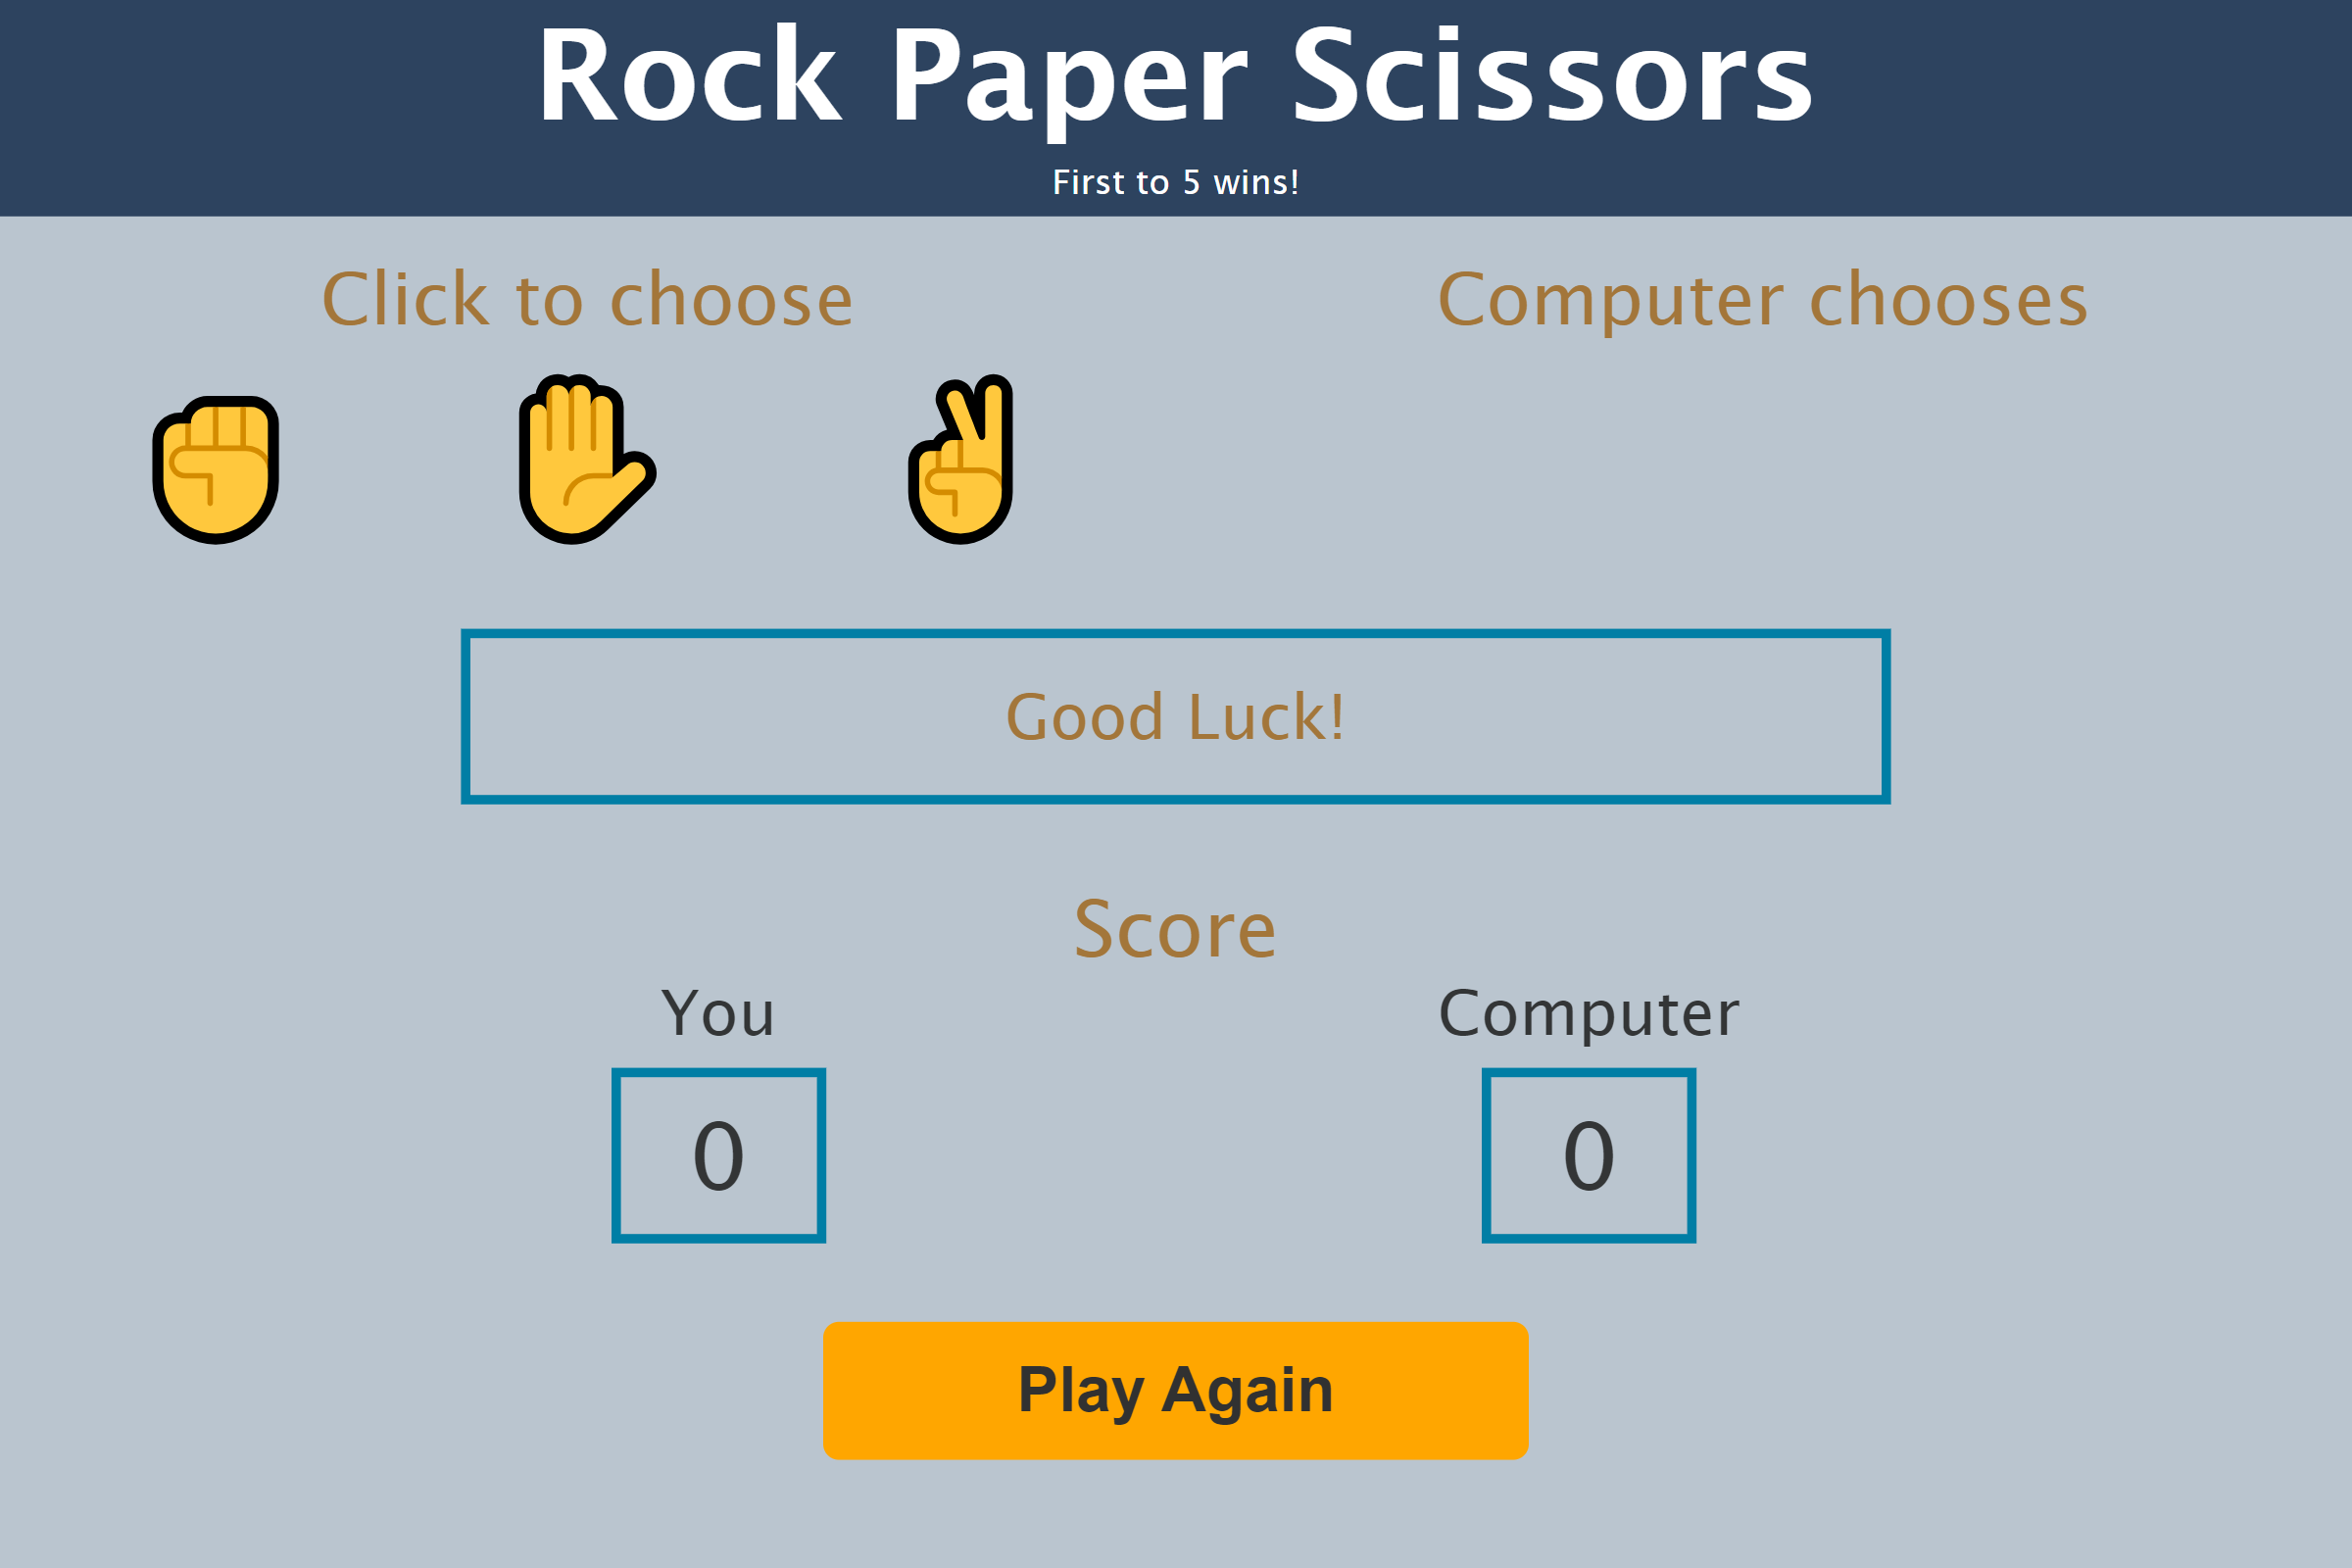 Rock Paper Scissors
First to 5 wins!
Click to choose
Computer chooses
Good Luck!
Score
You
Computer
0
0
Play Again